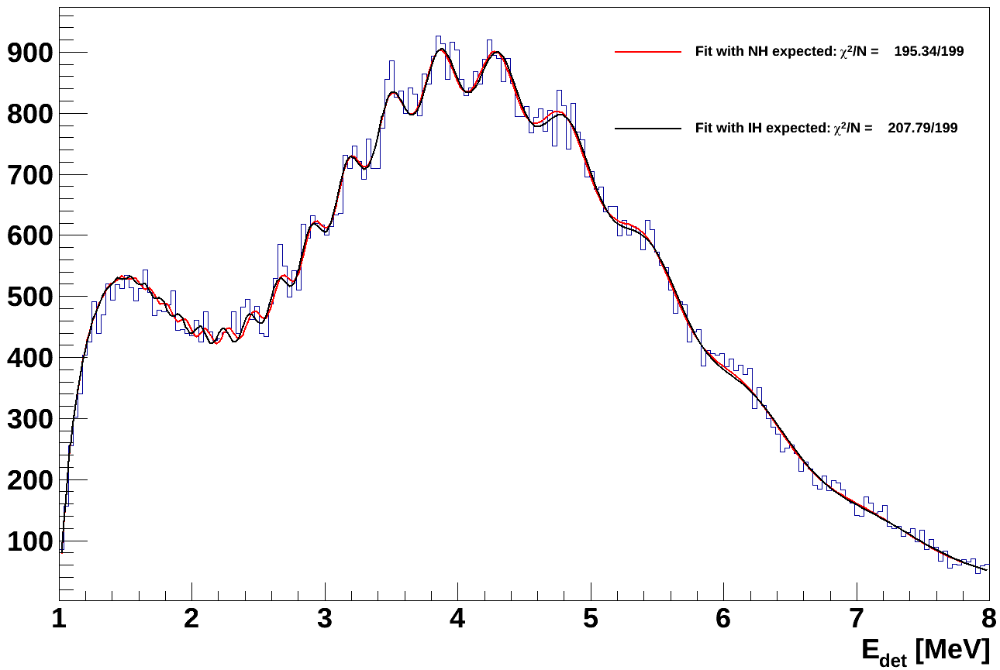 900
800
700
600
500
400
300
200
100
Fit with NH expected: χ²/N = 195.34/199
Fit with IH expected: χ²/N = 207.79/199
1 2 3 4 5 6 7 8
E_det [MeV]